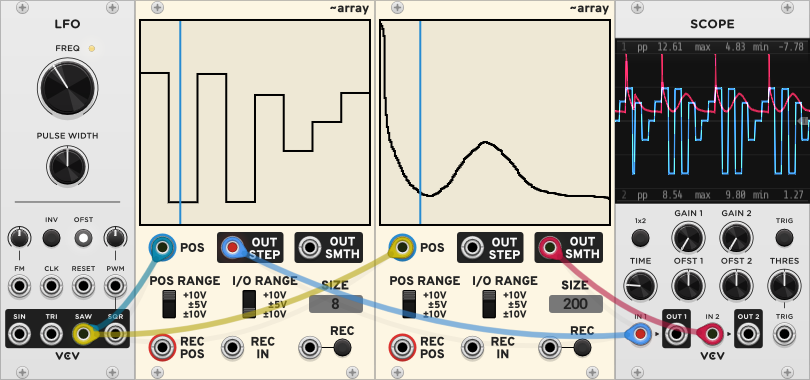 LFO
FREQ
PULSE WIDTH
INV OFST
FM CLK RESET PWM
SIN TRI SAW SQR
VCV
~array
POS
OUT
STEP
OUT
SMTH
POS RANGE
+10V
±5V
±10V
I/O RANGE
+10V
±5V
±10V
SIZE
8
REC
POS
REC
IN
REC
~array
POS
OUT
STEP
OUT
SMTH
POS RANGE
+10V
±5V
±10V
I/O RANGE
+10V
±5V
±10V
SIZE
200
REC
POS
REC
IN
REC
SCOPE
1 pp 12.61 max 4.83 min -7.78
2 pp 8.54 max 9.80 min 1.27
1x2 GAIN 1 GAIN 2 TRIG
TIME OFST 1 OFST 2 THRES
IN 1 OUT 1 IN 2 OUT 2 TRIG
VCV